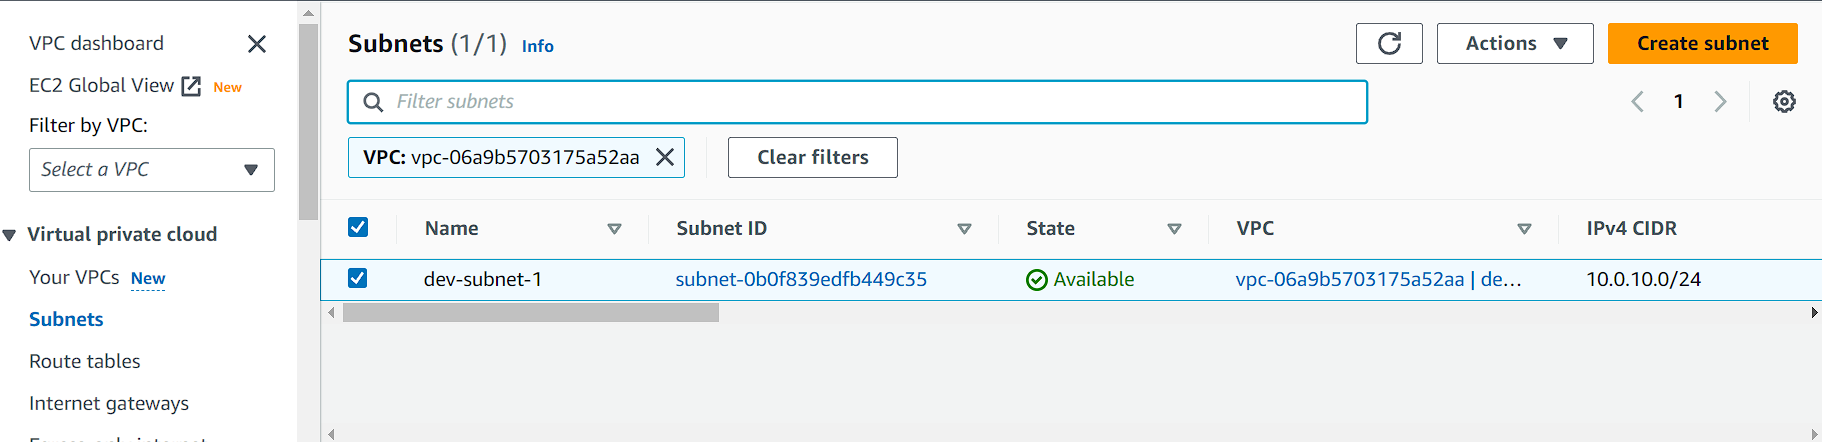 VPC dashboard
EC2 Global View New
Filter by VPC:
Select a VPC
Virtual private cloud
Your VPCs New
Subnets
Route tables
Internet gateways
Subnets (1/1) Info
Actions
Create subnet
Filter subnets
1
VPC: vpc-06a9b5703175a52aa
Clear filters
Name Subnet ID State VPC IPv4 CIDR
dev-subnet-1 subnet-0b0f839edfb449c35 Available vpc-06a9b5703175a52aa | de... 10.0.10.0/24